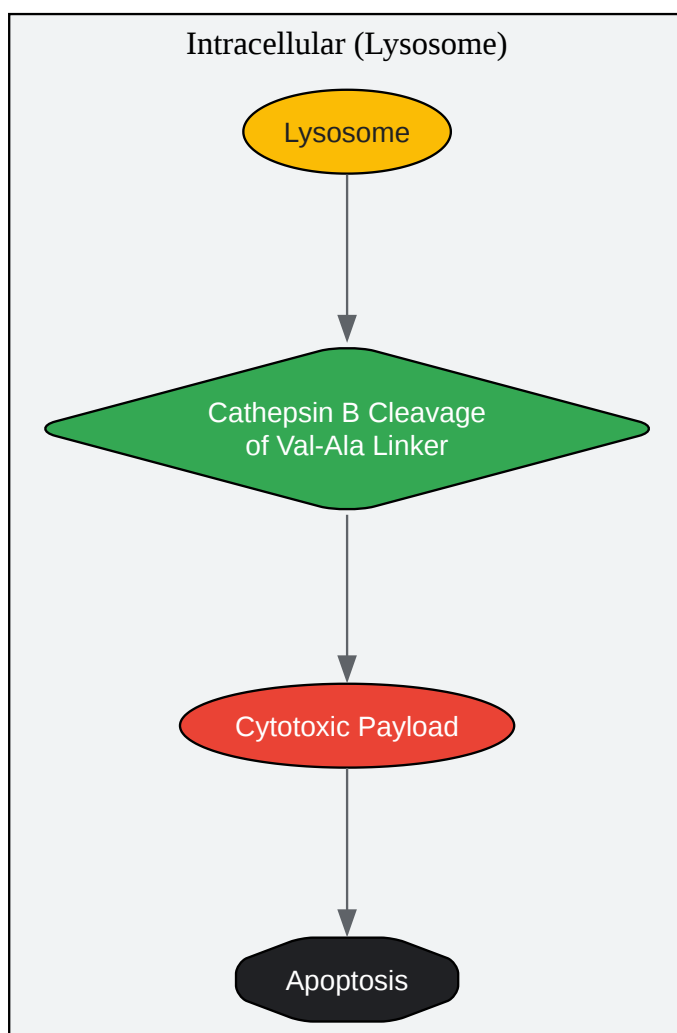 Intracellular (Lysosome)
Lysosome
Cathepsin B Cleavage
of Val-Ala Linker
Cytotoxic Payload
Apoptosis